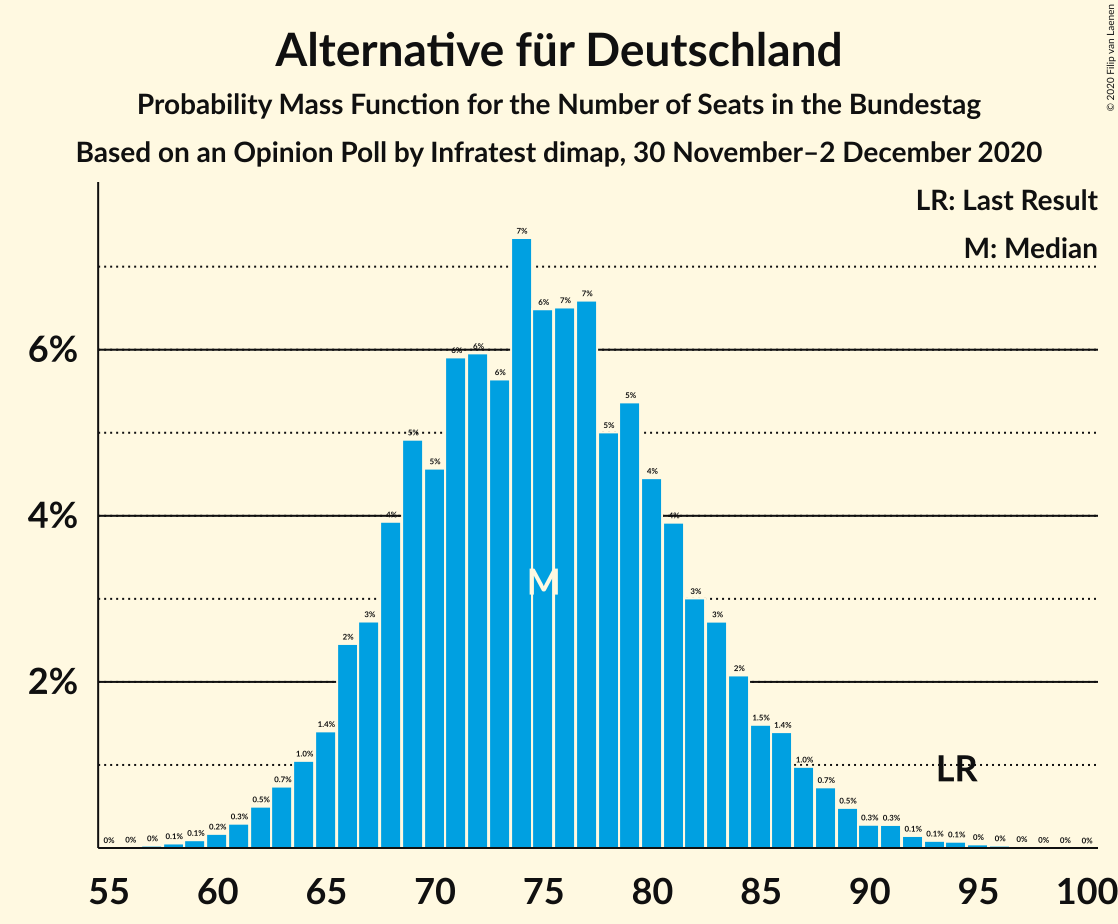 Alternative für Deutschland
Probability Mass Function for the Number of Seats in the Bundestag
Based on an Opinion Poll by Infratest dimap, 30 November–2 December 2020
© 2020 Filip van Laenen
LR: Last Result
M: Median
6%
4%
2%
0% 0% 0% 0.1% 0.1% 0.2% 0.3% 0.5% 0.7% 1.0% 1.4% 2% 3% 4% 5% 5% 6% 6% 6% 7% 6% 7% 7% 5% 5% 4% 4% 3% 3% 2% 1.5% 1.4% 1.0% 0.7% 0.5% 0.3% 0.3% 0.1% 0.1% 0.1% 0% 0% 0% 0% 0% 0%
M
LR
55 60 65 70 75 80 85 90 95 100